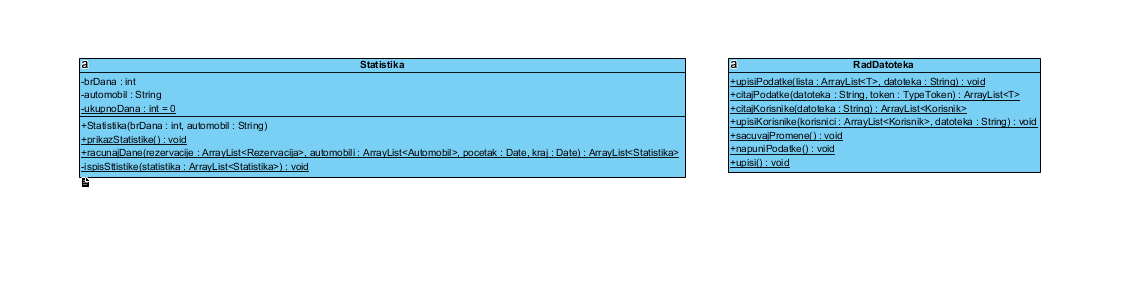 a
Statistika
-brDana : int
-automobil : String
-ukupnoDana : int = 0
+Statistika(brDana : int, automobil : String)
+prikazStatistike() : void
+racunajDane(rezervacije : ArrayList<Rezervacija>, automobili : ArrayList<Automobil>, pocetak : Date, kraj : Date) : ArrayList<Statistika>
-ispisSttistike(statistika : ArrayList<Statistika>) : void
a
RadDatoteka
+upisiPodatke(lista : ArrayList<T>, datoteka : String) : void
+citajPodatke(datoteka : String, token : TypeToken) : ArrayList<T>
+citajKorisnike(datoteka : String) : ArrayList<Korisnik>
+upisiKorisnike(korisnici : ArrayList<Korisnik>, datoteka : String) : void
+sacuvajPromene() : void
+napuniPodatke() : void
+upisi() : void